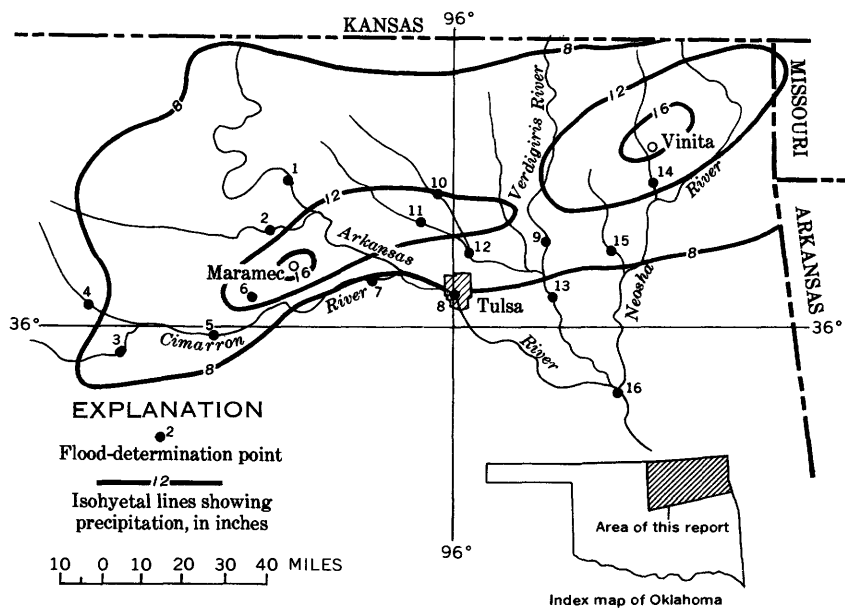 KANSAS
96°
8
MISSOURI
Verdigiris River
12
16
Vinita
8
1
12
10
14
River
2
11
Arkansas
ARKANSAS
9
15
8
12
Maramec
16
6
7
Neosha
4
River
8
Tulsa
13
36°
5
36°
3
Cimarron
8
River
16
EXPLANATION
2
Flood-determination point
12
Isohyetal lines showing
precipitation, in inches
Area of this report
96°
10 0 10 20 30 40 MILES
Index map of Oklahoma